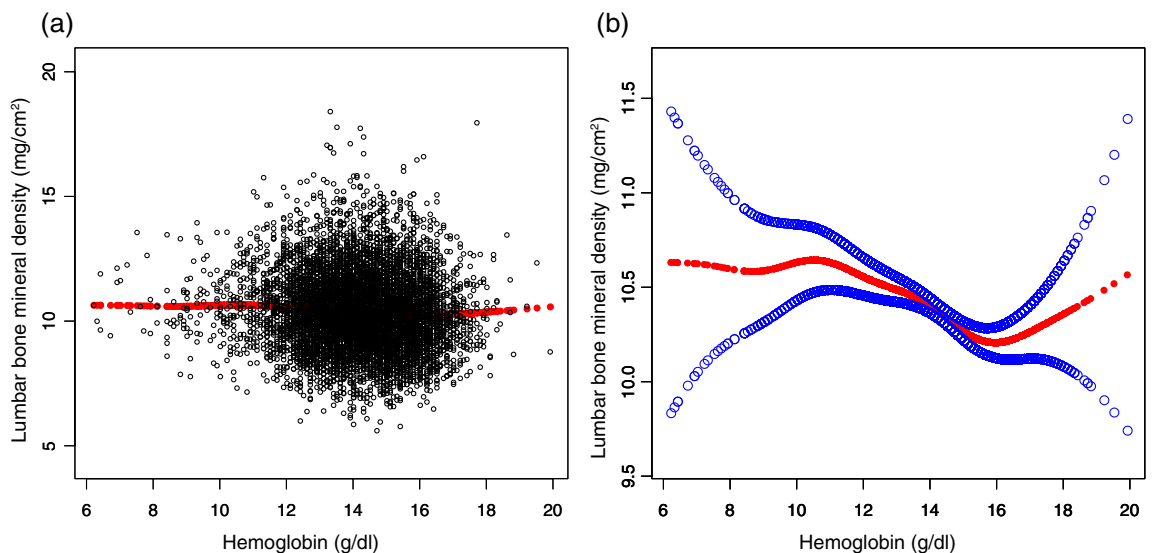 (a)
Lumbar bone mineral density (mg/cm²)
20
15
10
5
6 8 10 12 14 16 18 20
Hemoglobin (g/dl)
(b)
Lumbar bone mineral density (mg/cm²)
11.5
11.0
10.5
10.0
9.5
6 8 10 12 14 16 18 20
Hemoglobin (g/dl)